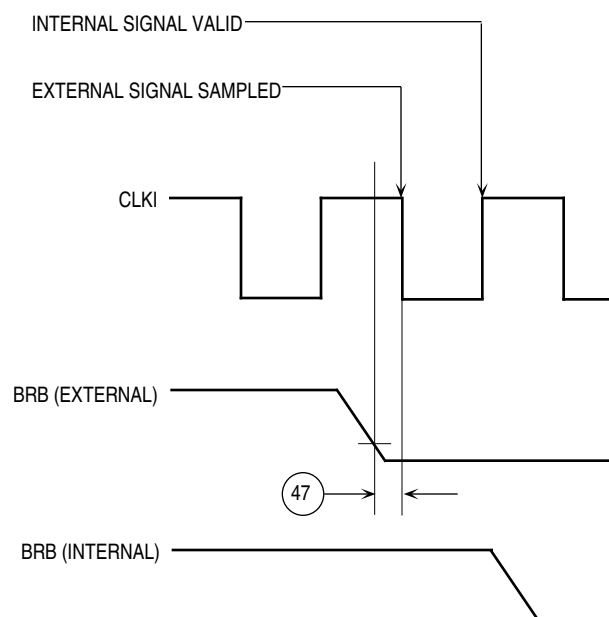 INTERNAL SIGNAL VALID
EXTERNAL SIGNAL SAMPLED
CLKI
BRB (EXTERNAL)
47
BRB (INTERNAL)